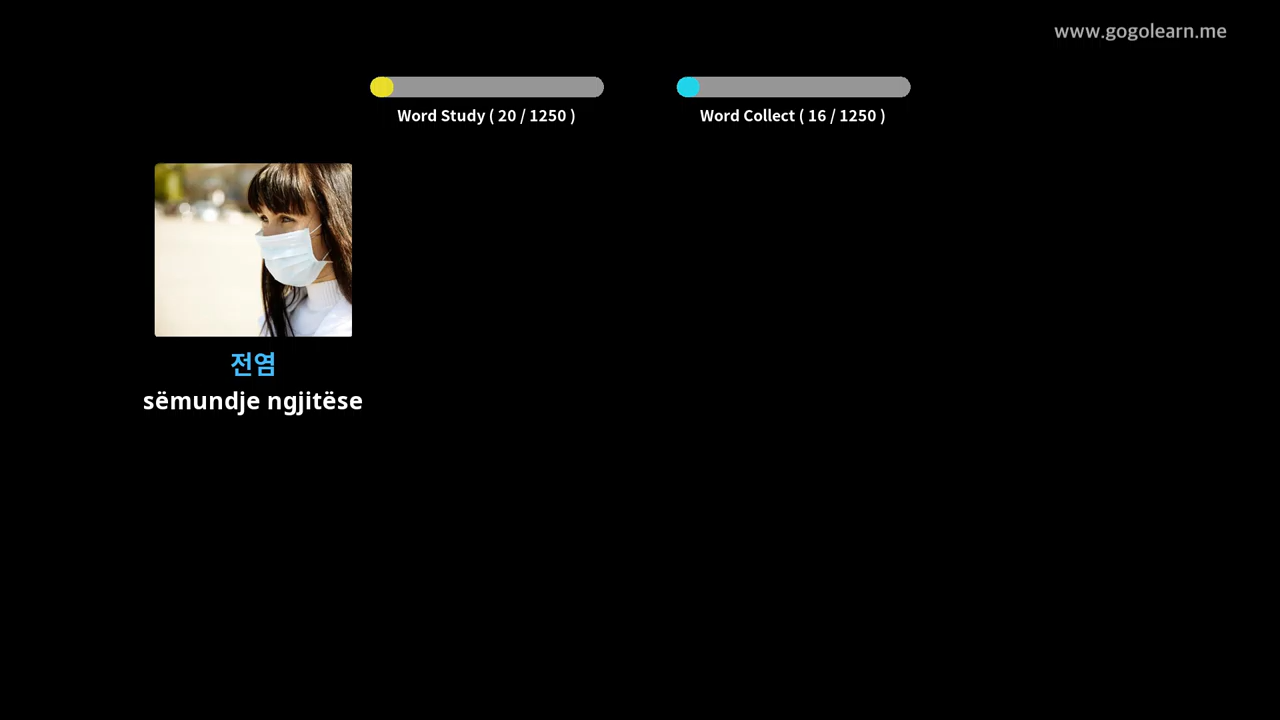 www.gogolearn.me
Word Study ( 20 / 1250 )
Word Collect ( 16 / 1250 )
전염
sëmundje ngjitëse